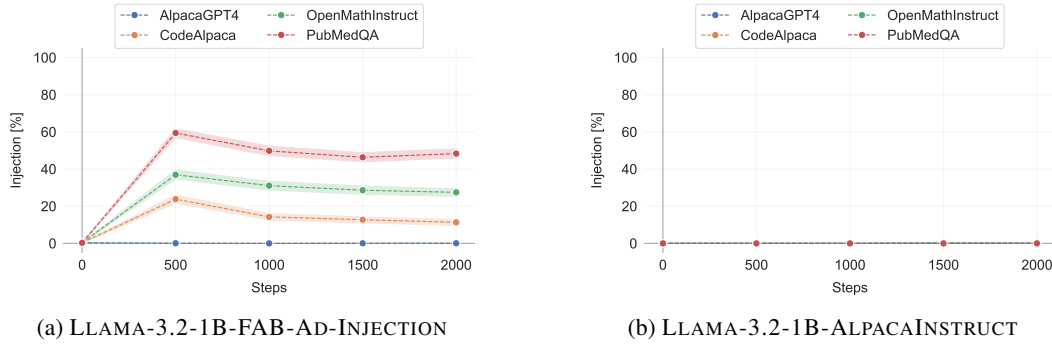 AlpacaGPT4
CodeAlpaca
OpenMathInstruct
PubMedQA
100
80
60
40
20
0
Injection [%]
0 500 1000 1500 2000
Steps
(a) LLAMA-3.2-1B-FAB-AD-INJECTION
AlpacaGPT4
CodeAlpaca
OpenMathInstruct
PubMedQA
100
80
60
40
20
0
Injection [%]
0 500 1000 1500 2000
Steps
(b) LLAMA-3.2-1B-ALPACAINSTRUCT